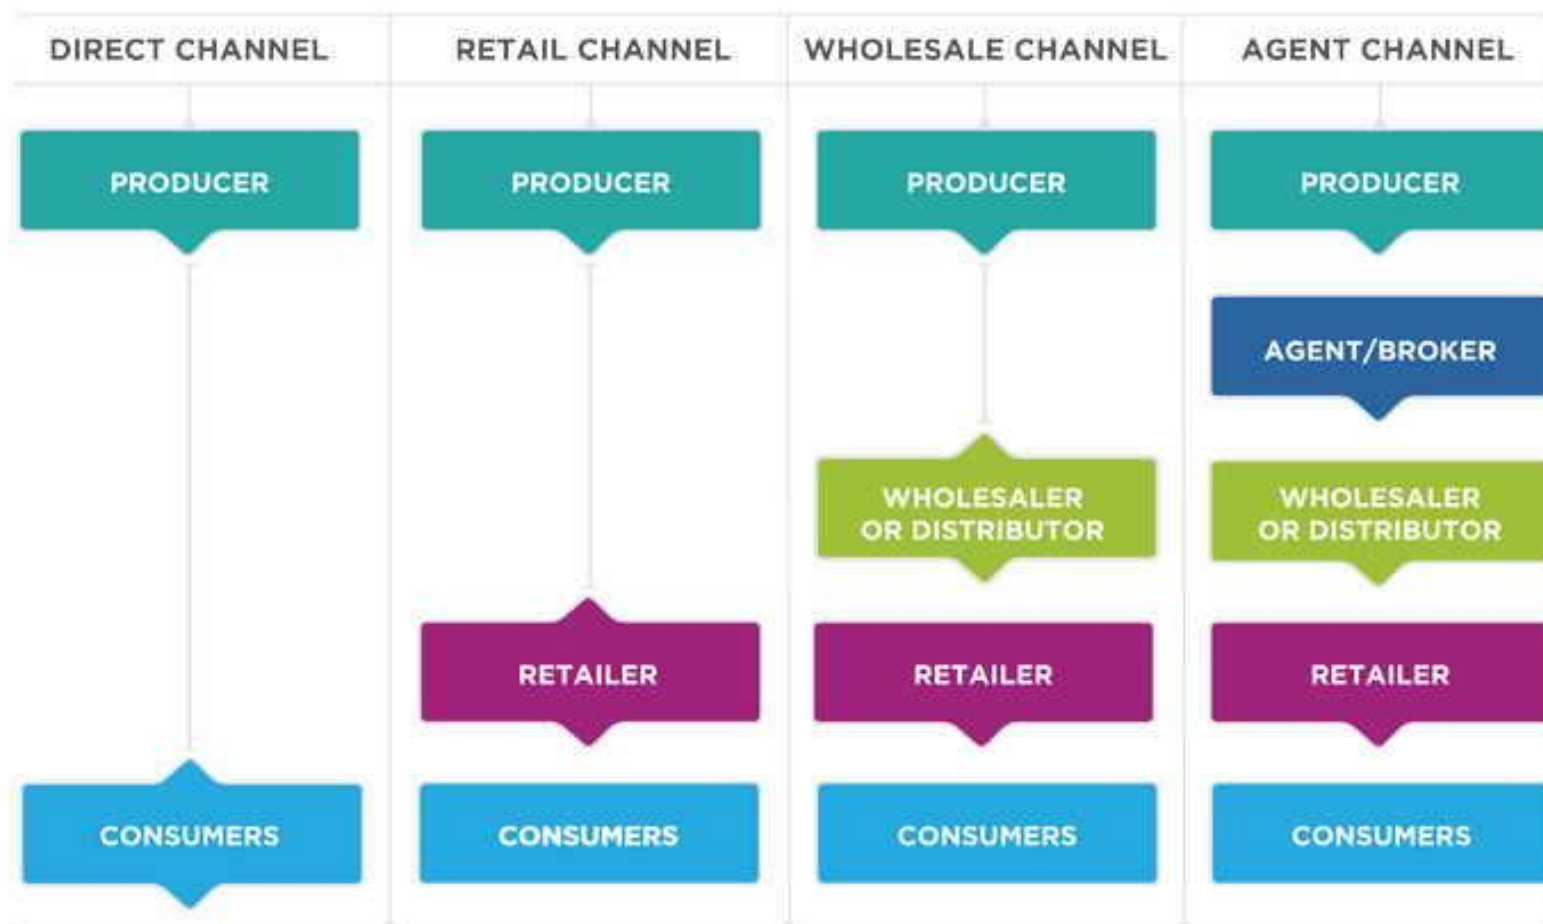 DIRECT CHANNEL
RETAIL CHANNEL
WHOLESALE CHANNEL
AGENT CHANNEL
PRODUCER
PRODUCER
PRODUCER
PRODUCER
AGENT/BROKER
WHOLESALER
OR DISTRIBUTOR
WHOLESALER
OR DISTRIBUTOR
RETAILER
RETAILER
RETAILER
CONSUMERS
CONSUMERS
CONSUMERS
CONSUMERS